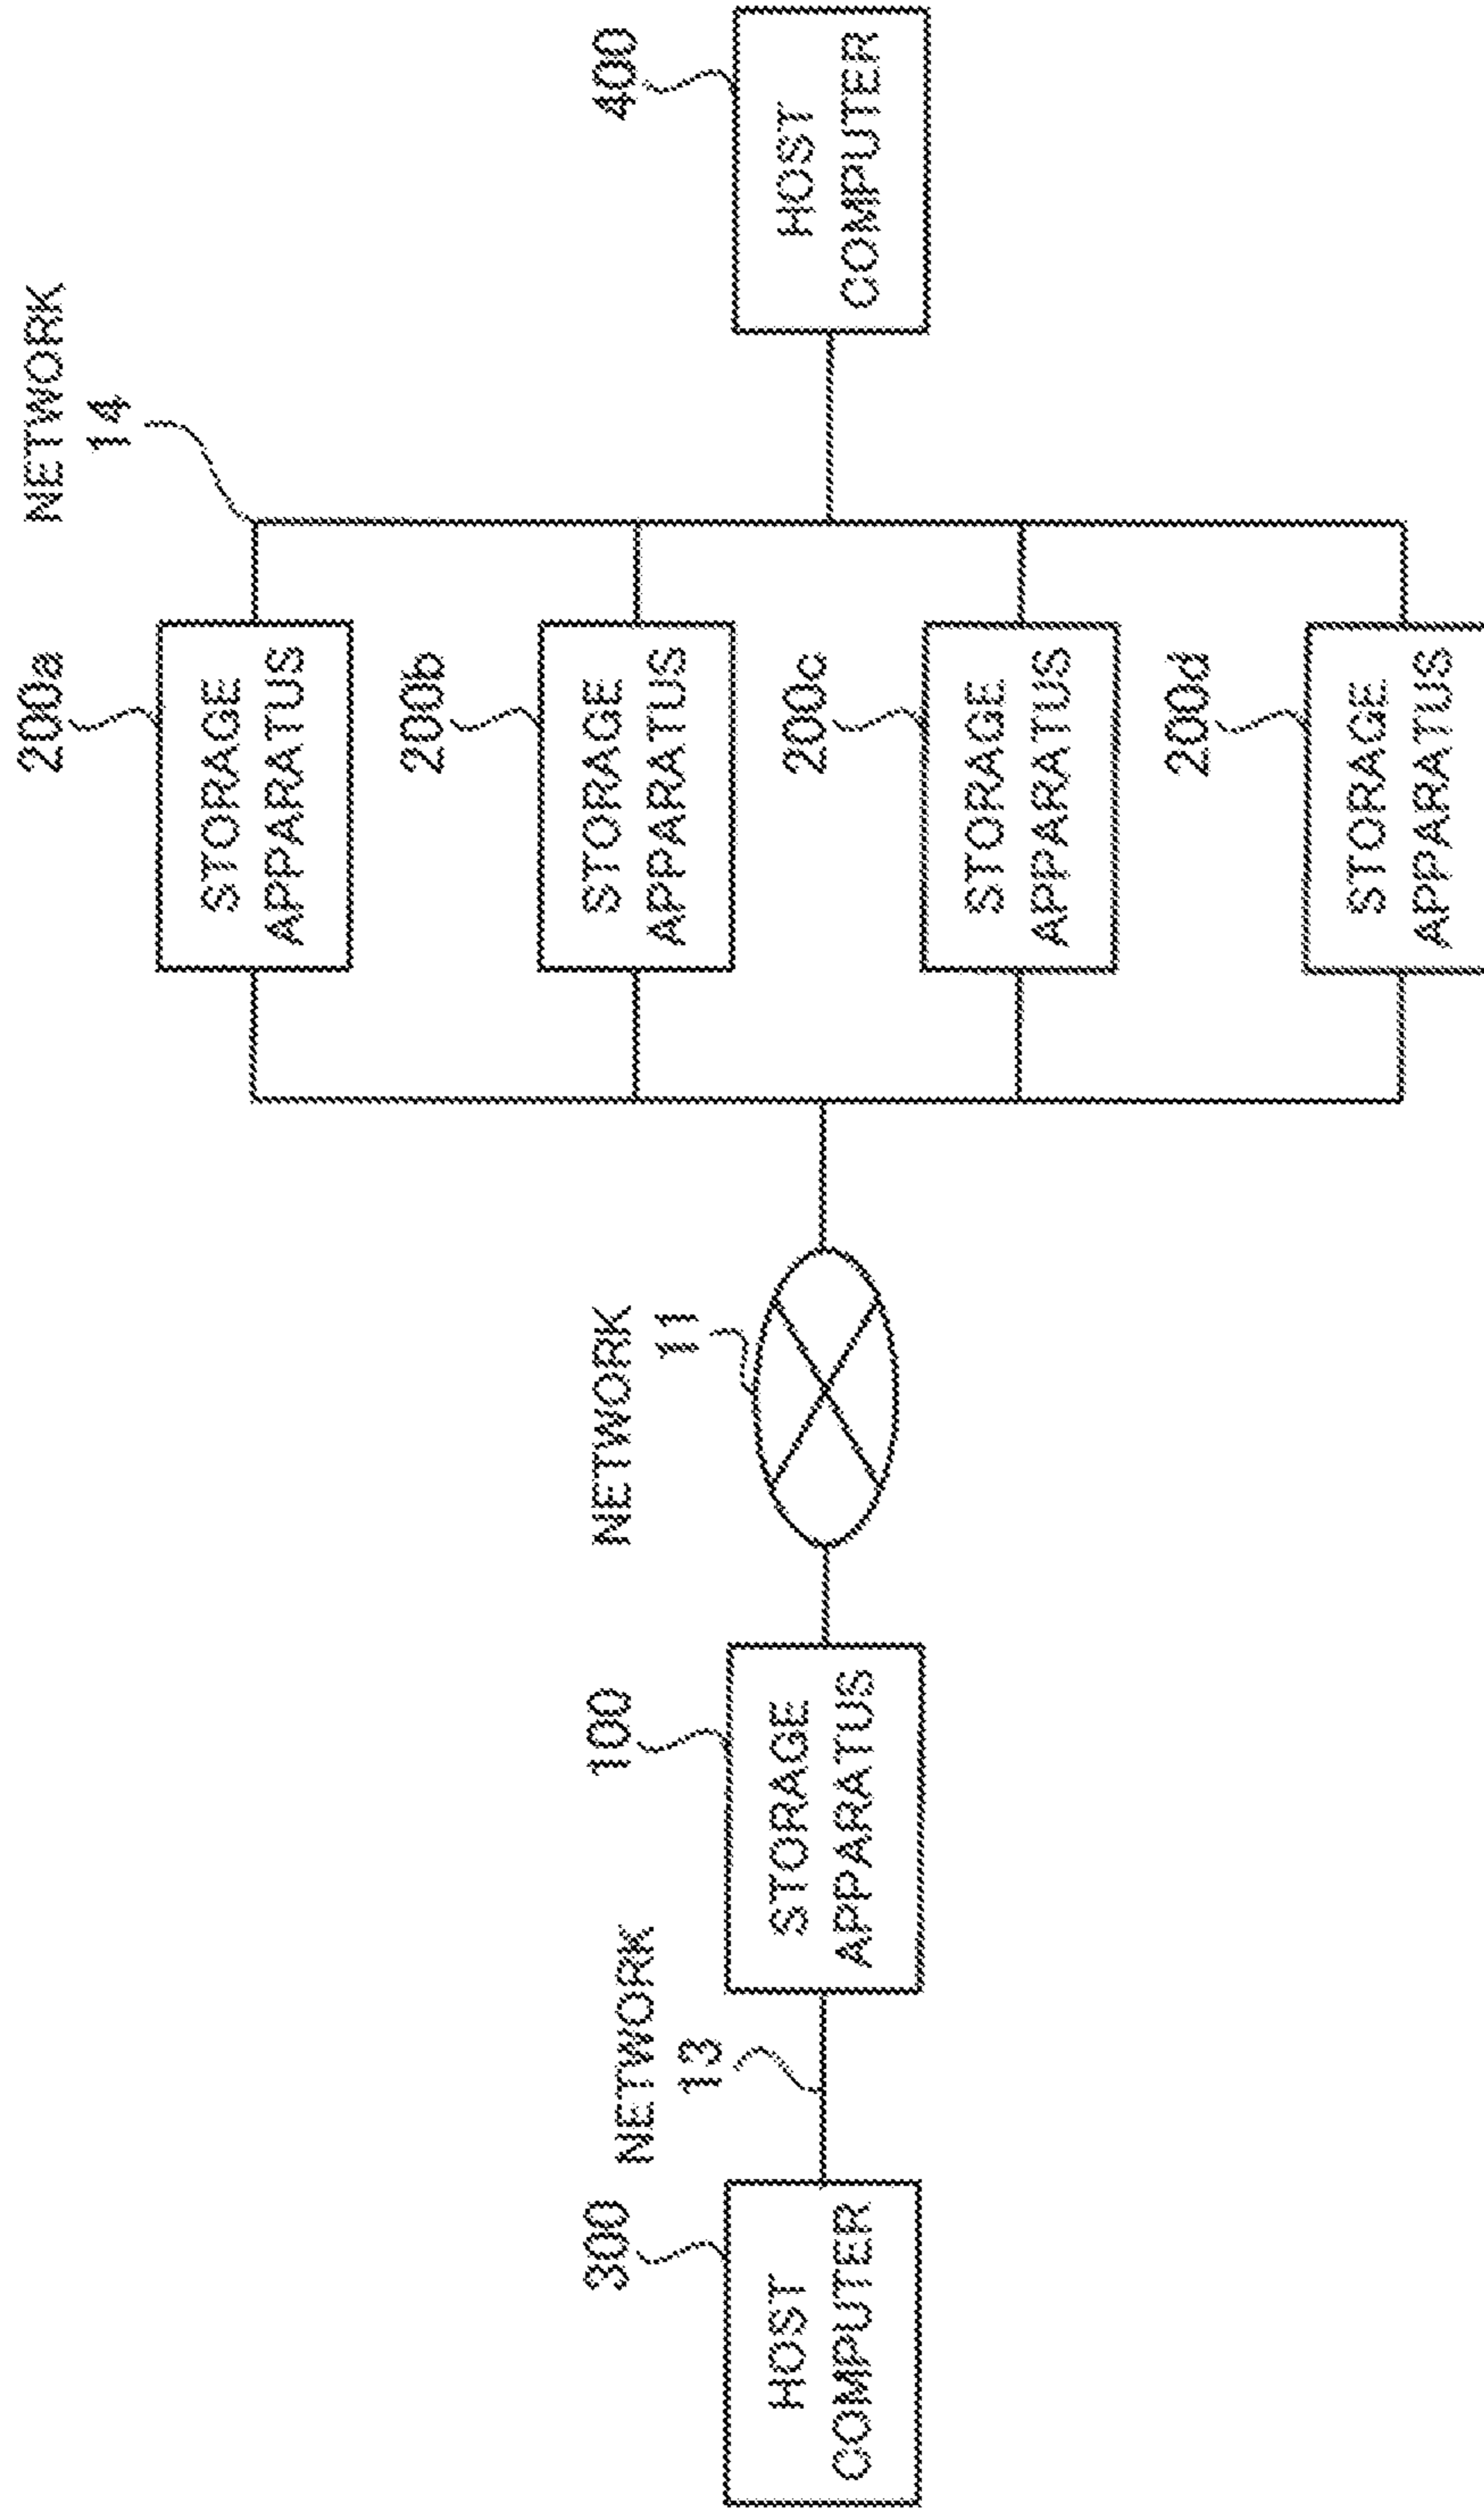 300
HOST
COMPUTER
NETWORK
13
100
STORAGE
APPARATUS
NETWORK
11
200a
STORAGE
APPARATUS
200b
STORAGE
APPARATUS
200c
STORAGE
APPARATUS
200d
STORAGE
APPARATUS
NETWORK
14
400
HOST
COMPUTER